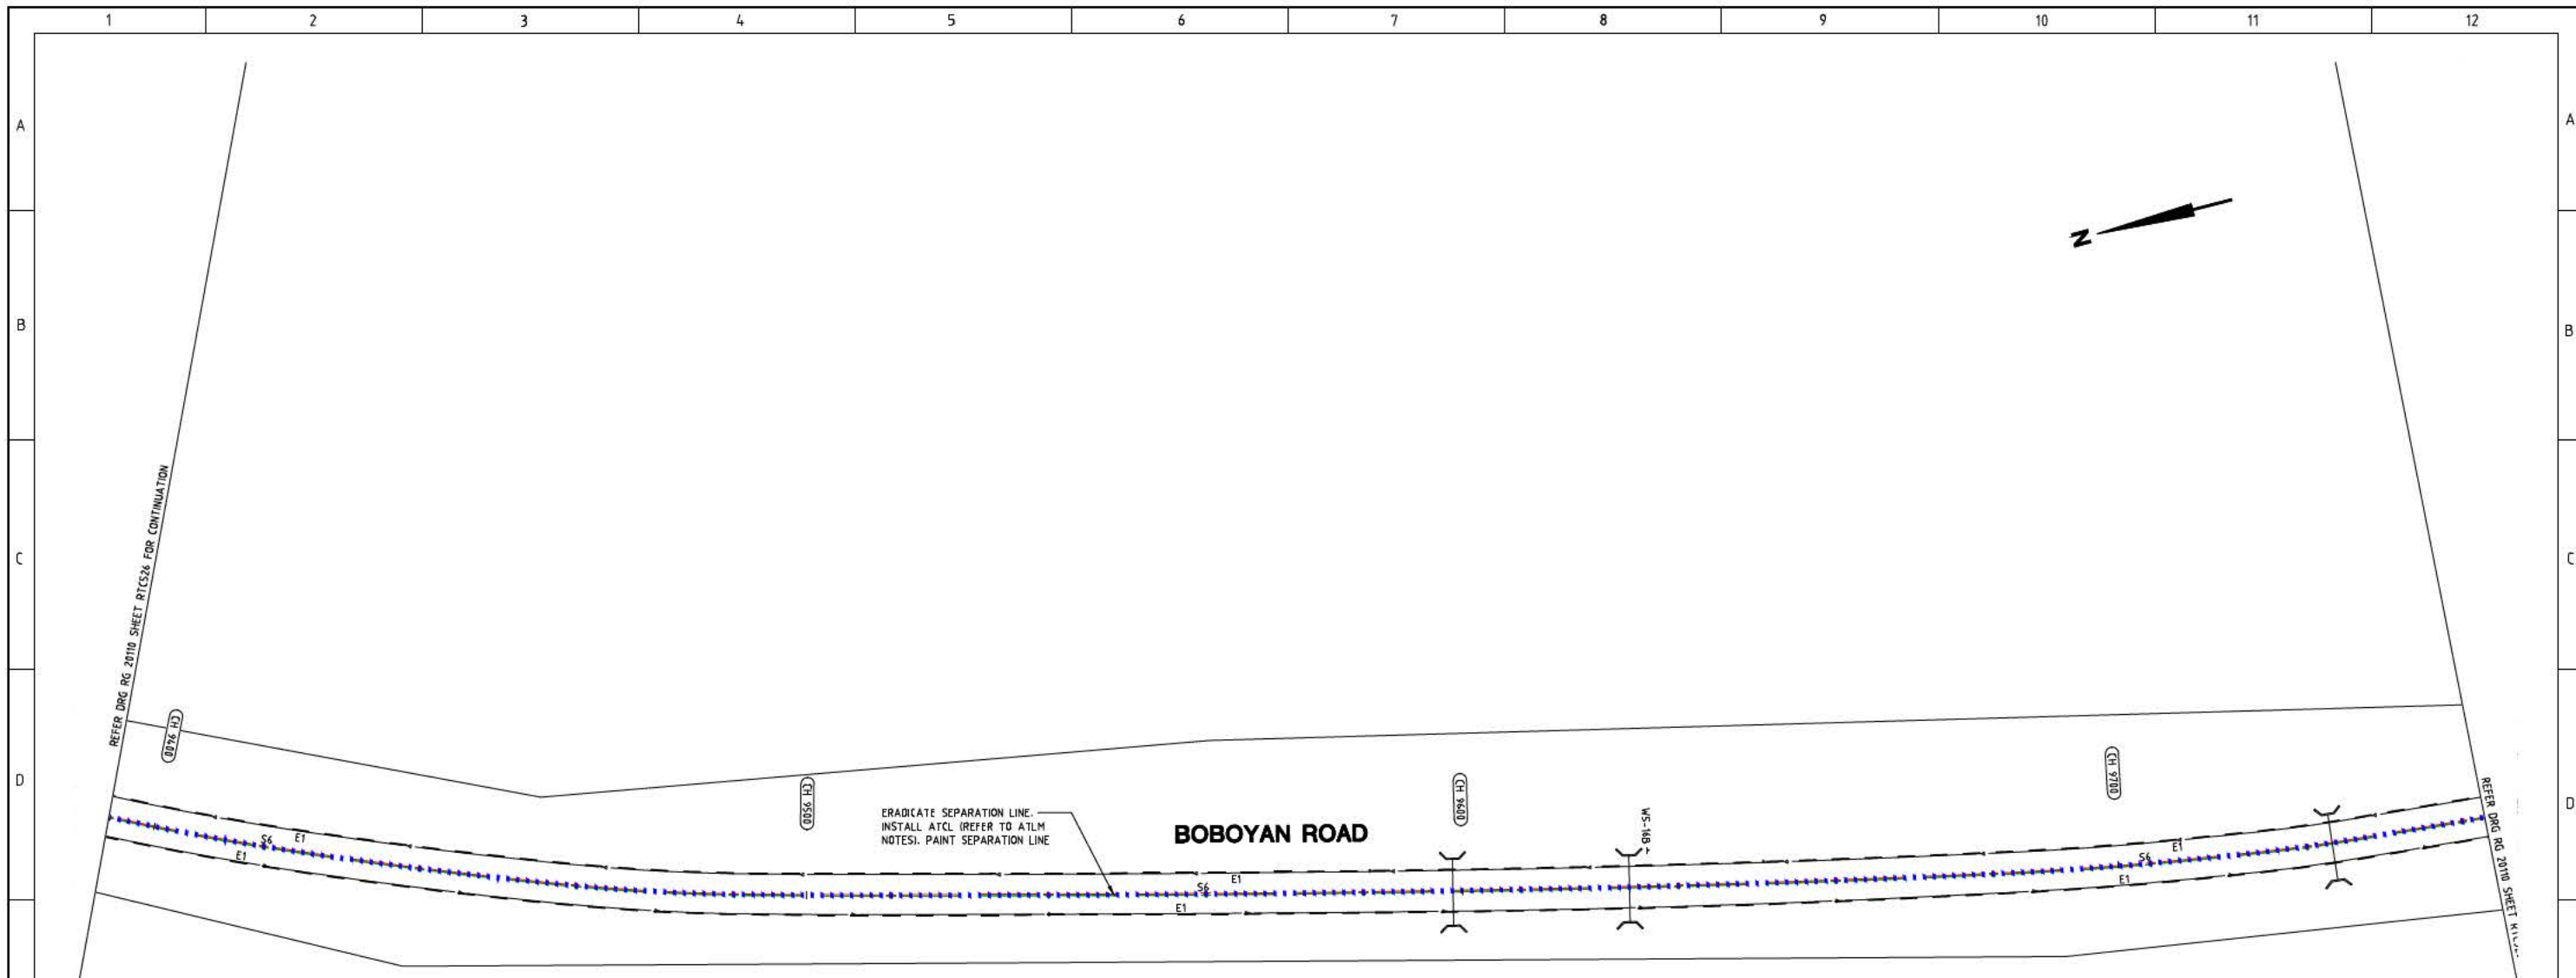 1 2 3 4 5 6 7 8 9 10 11 12
A A
N
B B
REFER DRG RG 20110 SHEET RTCS26 FOR CONTINUATION
C C
CH 9400
D D
CH 9500
CH 9600
CH 9700
WS-16B
ERADICATE SEPARATION LINE.
INSTALL ATCL (REFER TO ATLM
NOTES). PAINT SEPARATION LINE
BOBOYAN ROAD
REFER DRG RG 20110 SHEET
E1 S6 E1
E1 S6 E1
E1 S6 E1